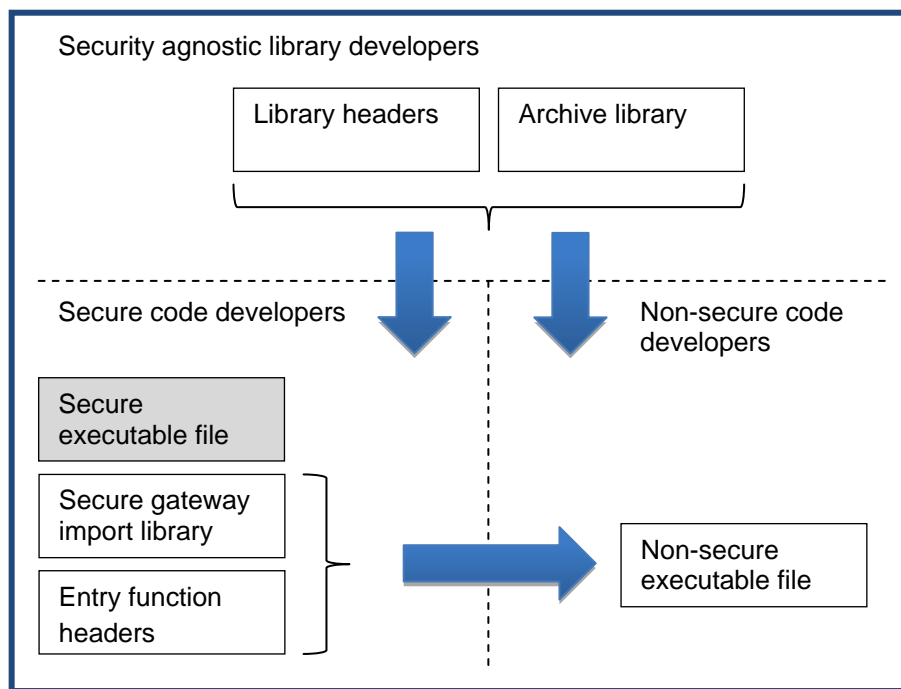 Security agnostic library developers
Library headers
Archive library
Secure code developers
Non-secure code
developers
Secure
executable file
Secure gateway
import library
Entry function
headers
Non-secure
executable file